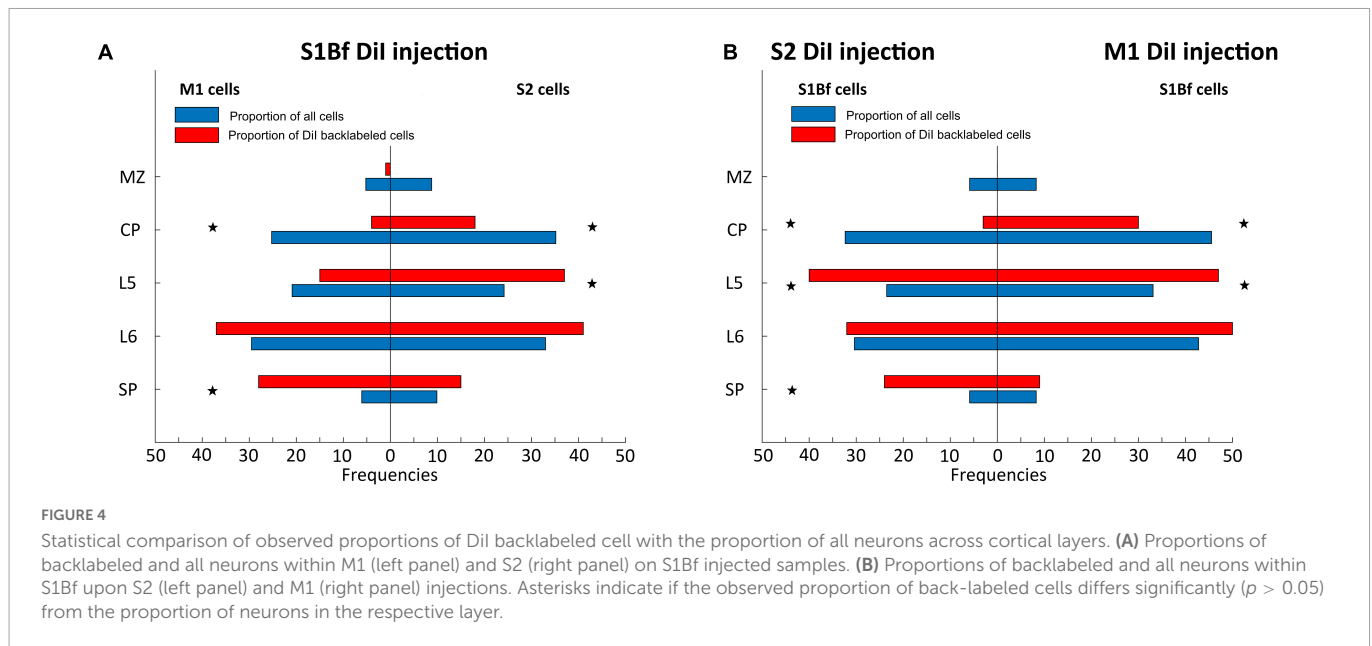 A
S1Bf DiI injection
M1 cells
S2 cells
Proportion of all cells
Proportion of DiI backlabeled cells
MZ
CP
L5
L6
SP
50 40 30 20 10 0 10 20 30 40 50
Frequencies
B
S2 DiI injection
M1 DiI injection
S1Bf cells
S1Bf cells
Proportion of all cells
Proportion of DiI backlabeled cells
MZ
CP
L5
L6
SP
50 40 30 20 10 0 10 20 30 40 50
Frequencies
FIGURE 4
Statistical comparison of observed proportions of DiI backlabeled cell with the proportion of all neurons across cortical layers. (A) Proportions of
backlabeled and all neurons within M1 (left panel) and S2 (right panel) on S1Bf injected samples. (B) Proportions of backlabeled and all neurons within
S1Bf upon S2 (left panel) and M1 (right panel) injections. Asterisks indicate if the observed proportion of back-labeled cells differs significantly (p > 0.05)
from the proportion of neurons in the respective layer.